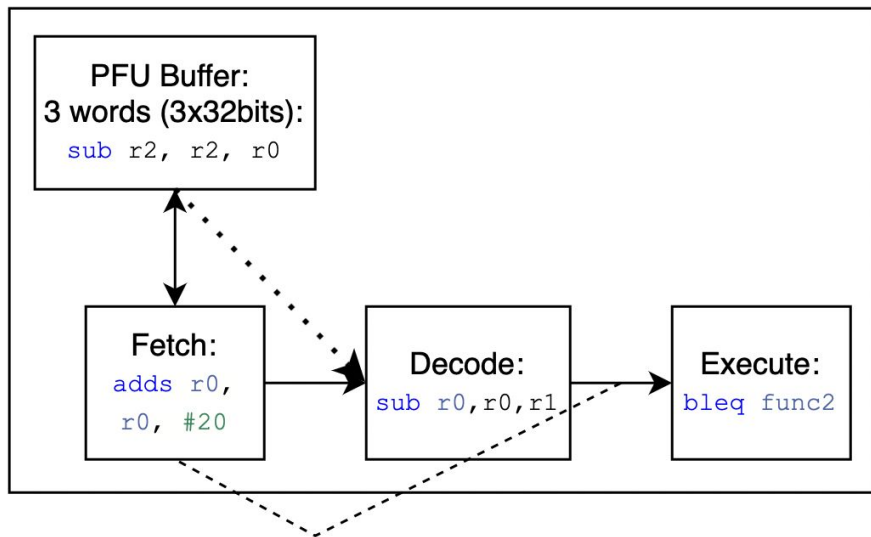 PFU Buffer:
3 words (3x32bits):
sub r2, r2, r0
Fetch:
adds r0,
r0, #20
Decode:
sub r0,r0,r1
Execute:
bleq func2